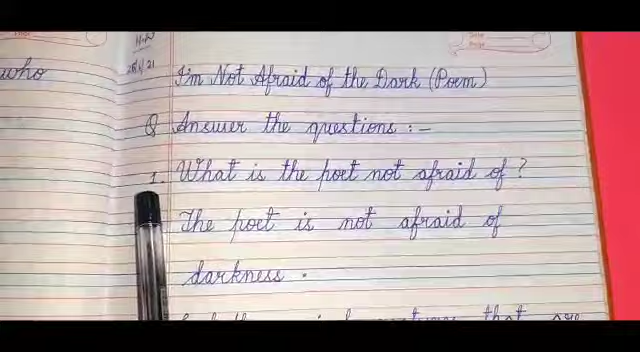 who
H.W
I'm Not Afraid of the Dark (Poem)
Q Answer the questions :-
1. What is the poet not afraid of?
The poet is not afraid of
darkness.